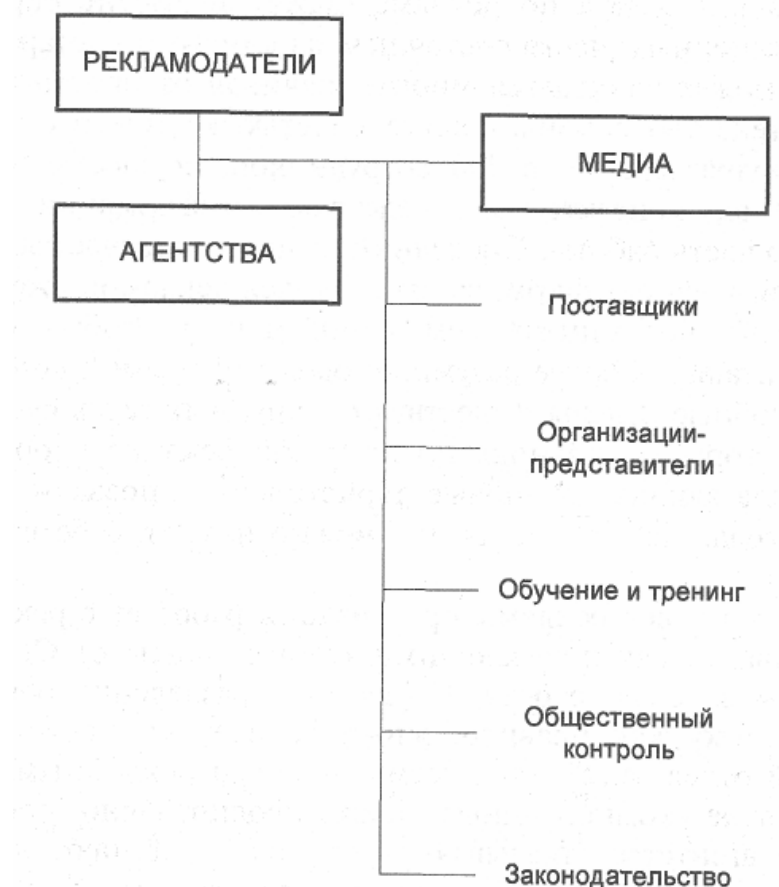 РЕКЛАМОДАТЕЛИ
МЕДИА
АГЕНТСТВА
Поставщики
Организации-
представители
Обучение и тренинг
Общественный
контроль
Законодательство